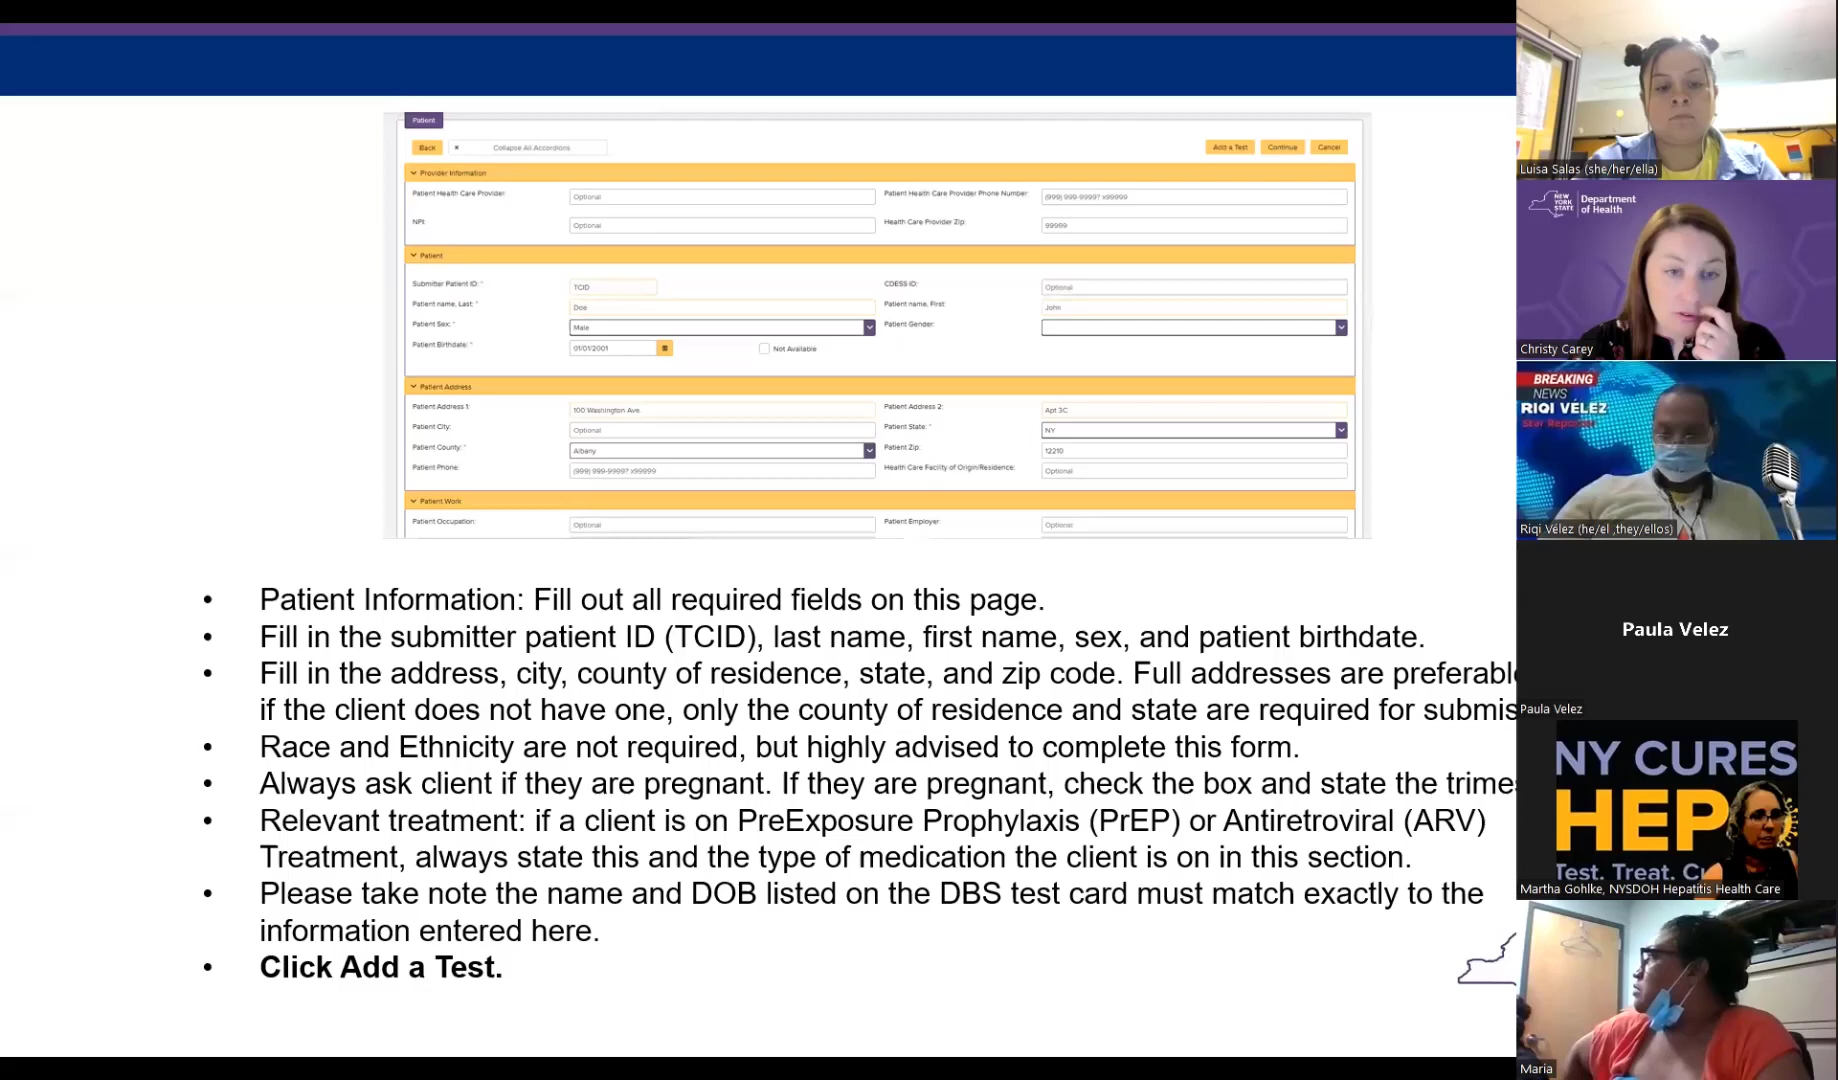 Patient
Back
× Collapse All Accordions
Add a Test
Continue
Cancel
Provider Information
Patient Health Care Provider: Optional
Patient Health Care Provider Phone Number: (999) 999-9999? x99999
NPI: Optional
Health Care Provider Zip: 99999
Patient
Submitter Patient ID: * TCID
CDESS ID: Optional
Patient name, Last: * Doe
Patient name, First: John
Patient Sex: * Male
Patient Gender:
Patient Birthdate: * 01/01/2001
Not Available
Patient Address
Patient Address 1: 100 Washington Ave.
Patient Address 2: Apt 3C
Patient City: Optional
Patient State: * NY
Patient County: * Albany
Patient Zip: 12210
Patient Phone: (999) 999-9999? x99999
Health Care Facility of Origin/Residence: Optional
Patient Work
Patient Occupation: Optional
Patient Employer: Optional
• Patient Information: Fill out all required fields on this page.
• Fill in the submitter patient ID (TCID), last name, first name, sex, and patient birthdate.
• Fill in the address, city, county of residence, state, and zip code. Full addresses are preferabl
if the client does not have one, only the county of residence and state are required for submis
• Race and Ethnicity are not required, but highly advised to complete this form.
• Always ask client if they are pregnant. If they are pregnant, check the box and state the trimes
• Relevant treatment: if a client is on PreExposure Prophylaxis (PrEP) or Antiretroviral (ARV)
Treatment, always state this and the type of medication the client is on in this section.
• Please take note the name and DOB listed on the DBS test card must match exactly to the
information entered here.
• Click Add a Test.
Luisa Salas (she/her/ella)
NEW YORK STATE
Department of Health
Christy Carey
BREAKING
NEWS
RIQI VÉLEZ
Star Reporter
Riqi Vélez (he/el ,they/ellos)
Paula Velez
Paula Velez
NY CURES
HEP
Test. Treat. Cu
Martha Gohlke, NYSDOH Hepatitis Health Care
Maria